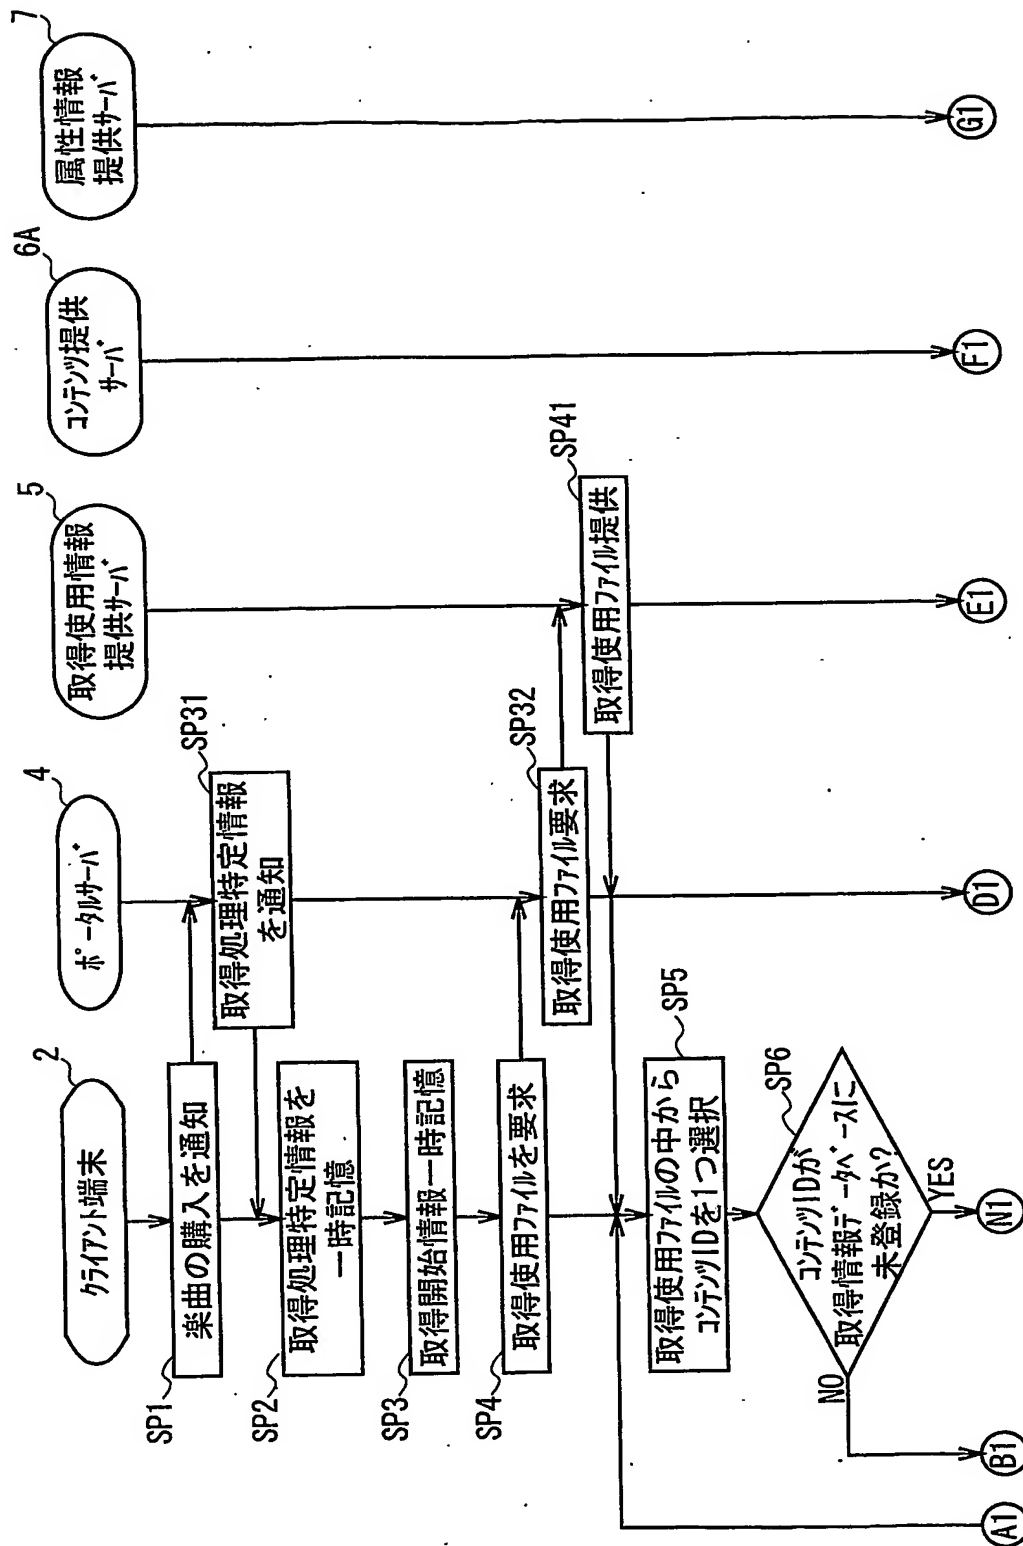 2
クライアント端末
4
ポータルサーバ
5
取得使用情報
提供サーバ
6A
コンテンツ提供
サーバ
7
属性情報
提供サーバ
SP1
楽曲の購入を通知
SP31
取得処理特定情報
を通知
SP2
取得処理特定情報を
一時記憶
SP3
取得開始情報一時記憶
SP4
取得使用ファイルを要求
SP32
取得使用ファイル要求
SP41
取得使用ファイル提供
SP5
取得使用ファイルの中から
コンテンツIDを1つ選択
SP6
コンテンツIDが
取得情報データベースに
未登録か?
NO
YES
A1
B1
N1
D1
E1
F1
G1